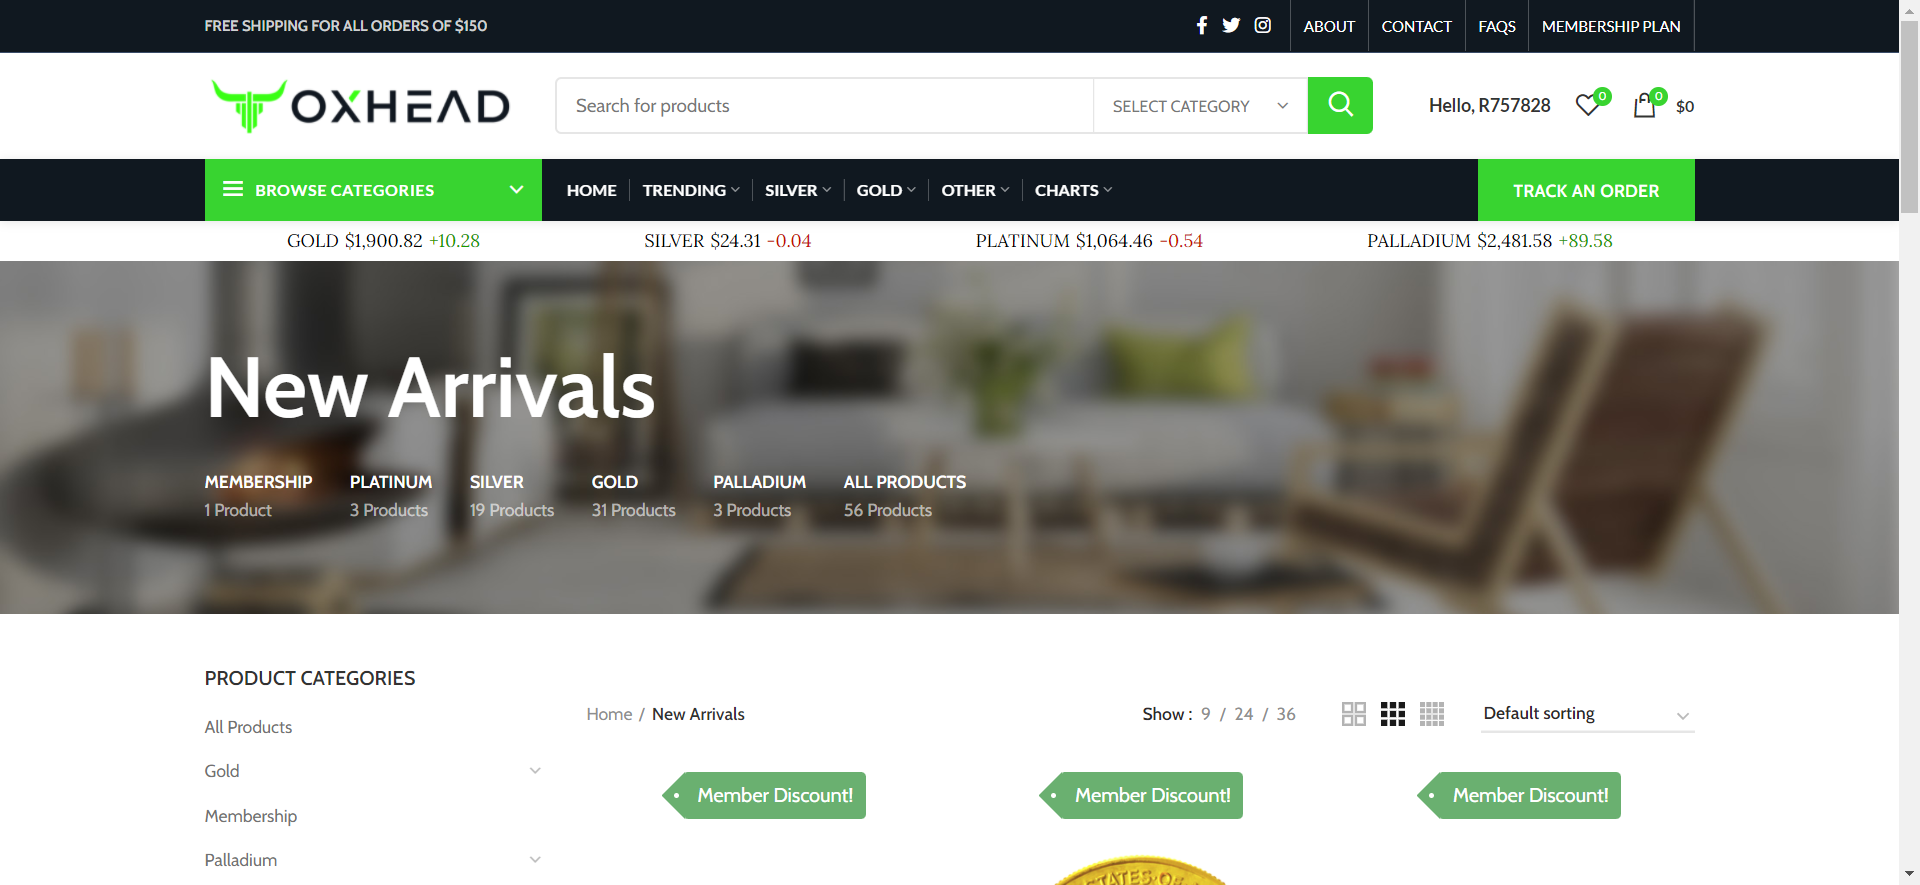 FREE SHIPPING FOR ALL ORDERS OF $150
ABOUT
CONTACT
FAQS
MEMBERSHIP PLAN
OXHEAD
Search for products
SELECT CATEGORY
Hello, R757828
0
0
$0
BROWSE CATEGORIES
HOME
TRENDING
SILVER
GOLD
OTHER
CHARTS
TRACK AN ORDER
GOLD $1,900.82 +10.28
SILVER $24.31 -0.04
PLATINUM $1,064.46 -0.54
PALLADIUM $2,481.58 +89.58
New Arrivals
MEMBERSHIP
1 Product
PLATINUM
3 Products
SILVER
19 Products
GOLD
31 Products
PALLADIUM
3 Products
ALL PRODUCTS
56 Products
PRODUCT CATEGORIES
All Products
Gold
Membership
Palladium
Home / New Arrivals
Show : 9 / 24 / 36
Default sorting
Member Discount!
Member Discount!
Member Discount!
STATES OF